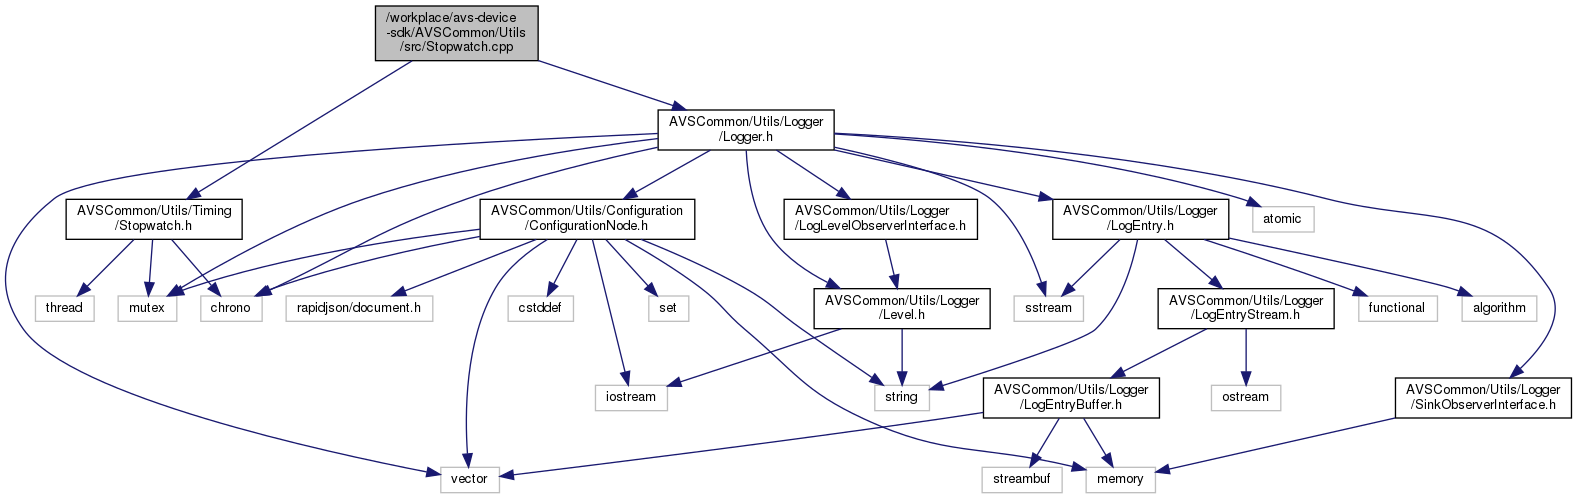 /workplace/avs-device
-sdk/AVSCommon/Utils
/src/Stopwatch.cpp
AVSCommon/Utils/Logger
/Logger.h
AVSCommon/Utils/Timing
/Stopwatch.h
AVSCommon/Utils/Configuration
/ConfigurationNode.h
AVSCommon/Utils/Logger
/LogLevelObserverInterface.h
AVSCommon/Utils/Logger
/LogEntry.h
atomic
thread
mutex
chrono
rapidjson/document.h
cstddef
set
AVSCommon/Utils/Logger
/Level.h
sstream
AVSCommon/Utils/Logger
/LogEntryStream.h
functional
algorithm
iostream
string
AVSCommon/Utils/Logger
/LogEntryBuffer.h
ostream
AVSCommon/Utils/Logger
/SinkObserverInterface.h
vector
streambuf
memory